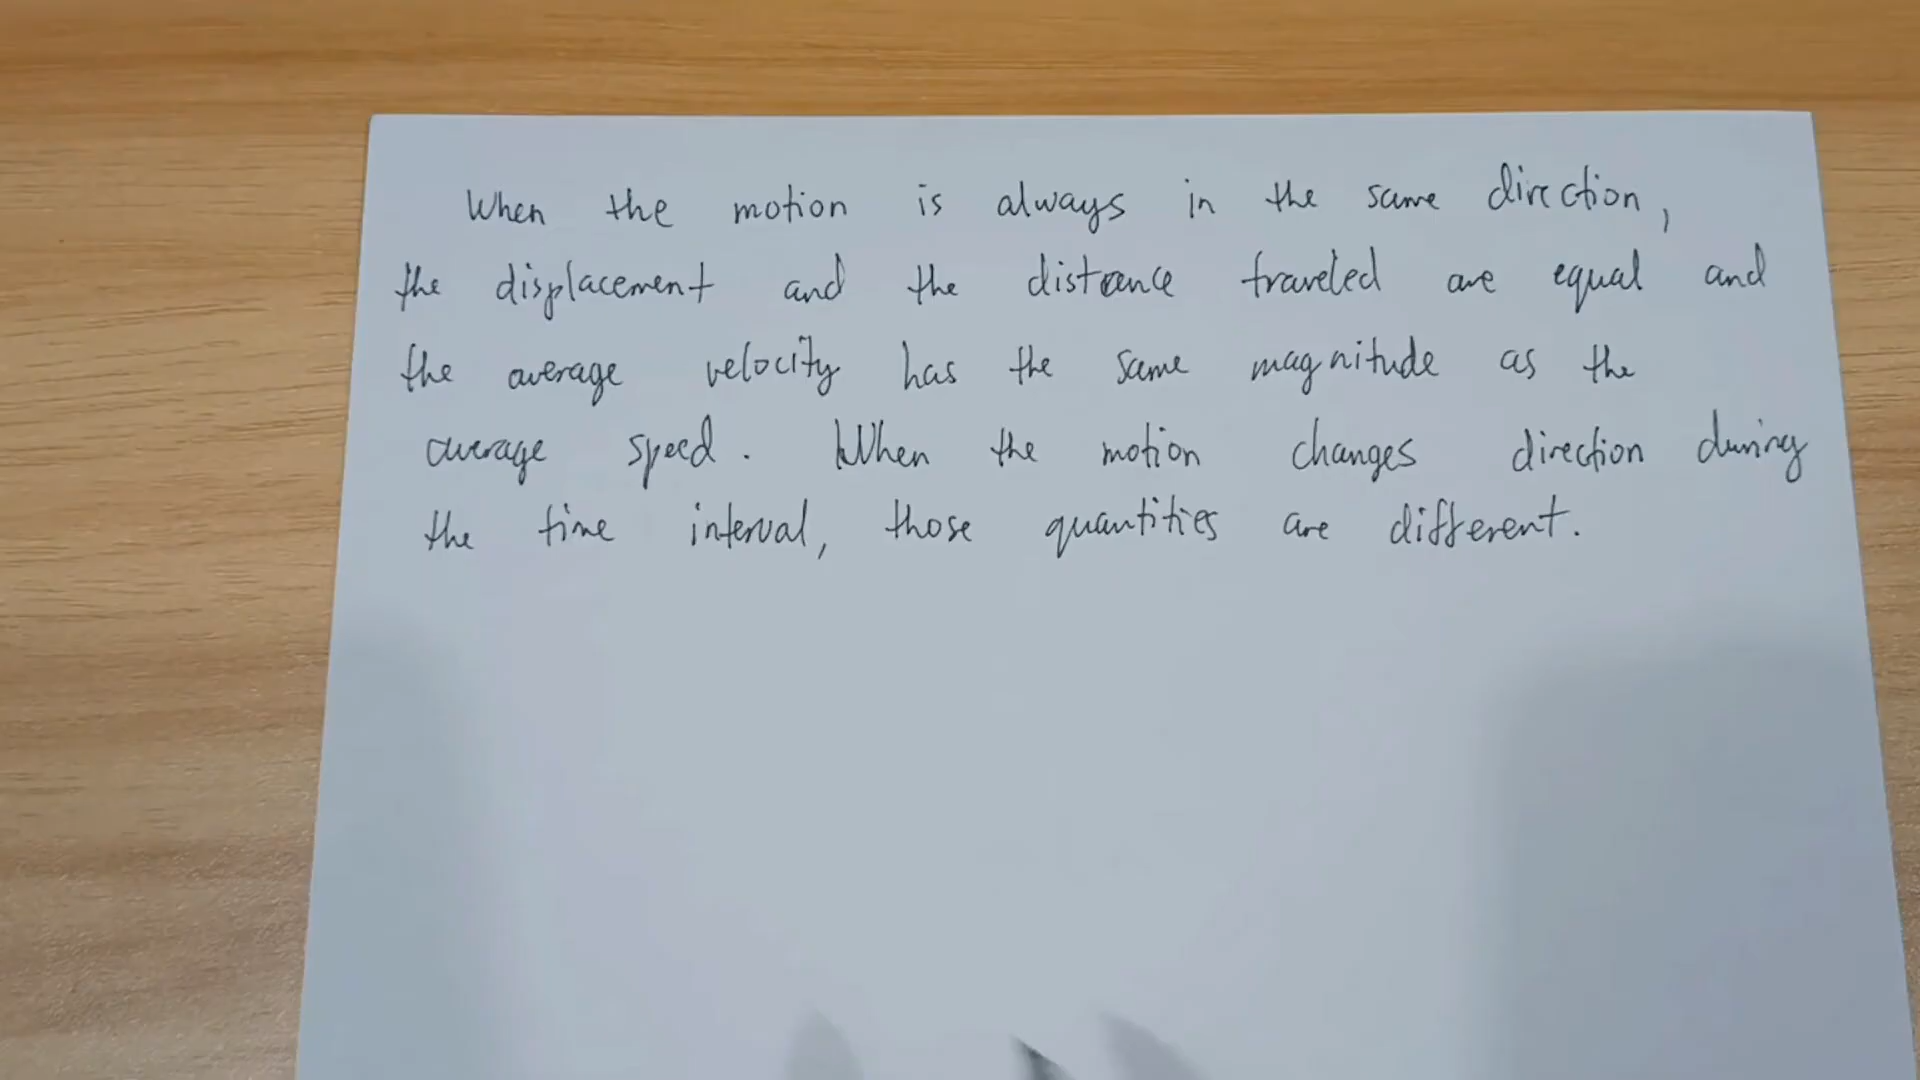 When the motion is always in the same direction,
the displacement and the distance traveled are equal and
the average velocity has the same magnitude as the
average speed. When the motion changes direction during
the time interval, those quantities are different.